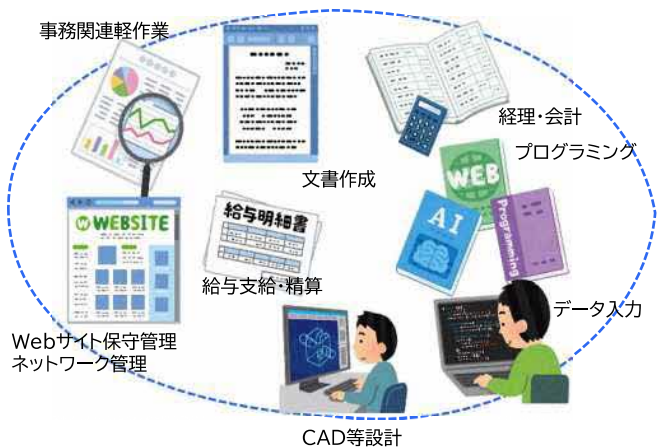 事務関連軽作業
経理・会計
プログラミング
文書作成
WEB
AI
Programming
WEBSITE
給与明細書
給与支給・精算
データ入力
Webサイト保守管理
ネットワーク管理
CAD等設計